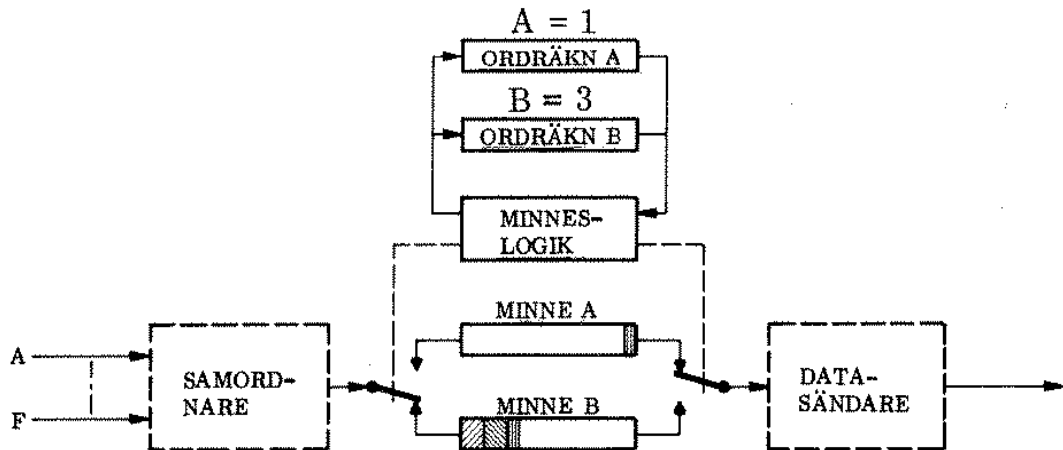 A = 1
ORDRÄKN A
B = 3
ORDRÄKN B
MINNES-
LOGIK
MINNE A
A
SAMORD-
NARE
F
MINNE B
DATA-
SÄNDARE